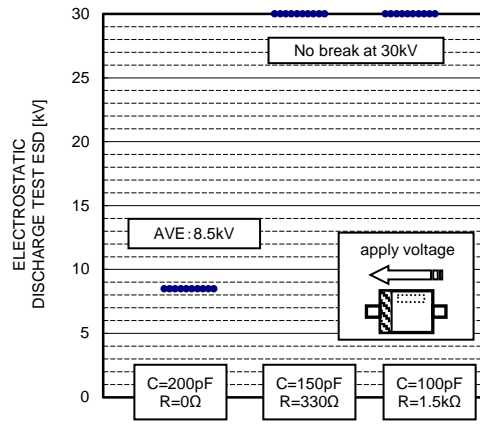 ELECTROSTATIC
DISCHARGE TEST ESD [kV]
30
25
20
15
10
5
0
No break at 30kV
AVE:8.5kV
apply voltage
C=200pF
R=0Ω
C=150pF
R=330Ω
C=100pF
R=1.5kΩ